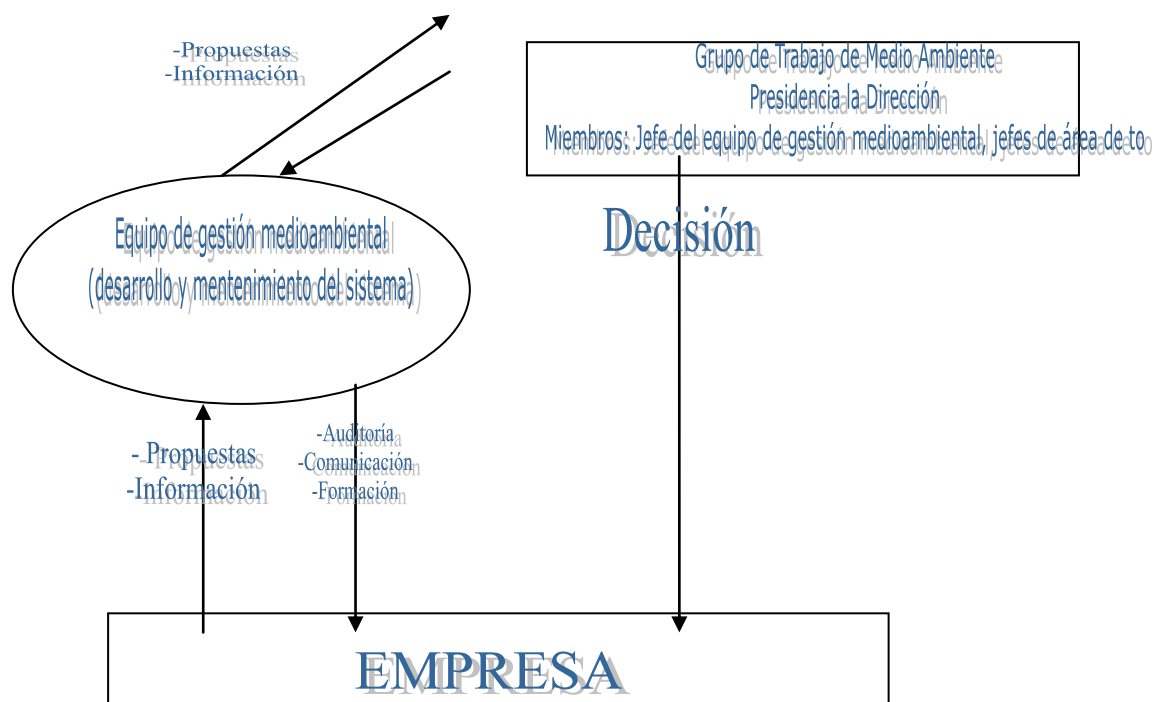 -Propuestas
-Información
Grupo de Trabajo de Medio Ambiente
Presidencia la Dirección
Miembros: Jefe del equipo de gestión medioambiental, jefes de área de to
Equipo de gestión medioambiental
(desarrollo y mentenimiento del sistema)
Decisión
- Propuestas
-Información
-Auditoría
-Comunicación
-Formación
EMPRESA